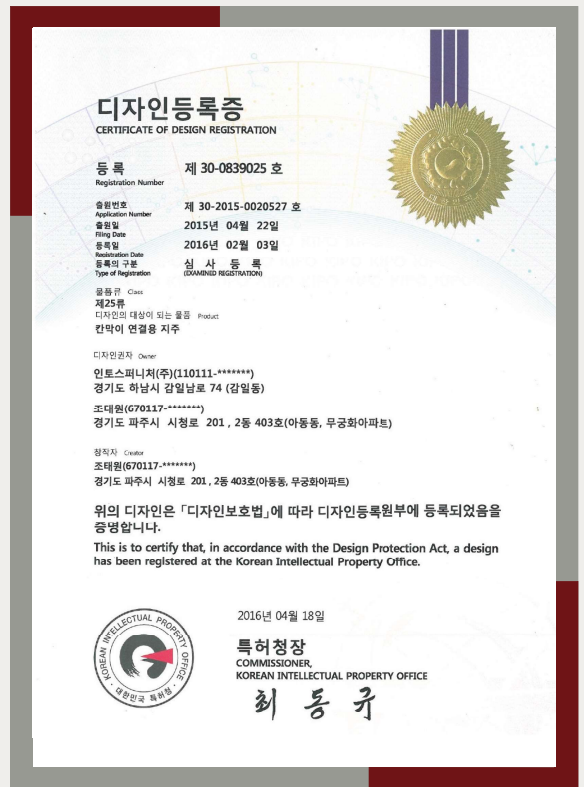 디자인등록증
CERTIFICATE OF DESIGN REGISTRATION
등 록 제 30-0839025 호
Registration Number
출원번호 제 30-2015-0020527 호
Application Number
출원일 2015년 04월 22일
Filing Date
등록일 2016년 02월 03일
Registration Date
등록의 구분 심 사 등 록
Type of Registration (EXAMINED REGISTRATION)
물품류 Class
제25류
디자인의 대상이 되는 물품 Product
칸막이 연결용 지주
디자인권자 Owner
인토스퍼니처(주)(110111-*******)
경기도 하남시 감일남로 74 (감일동)
조대원(670117-*******)
경기도 파주시 시청로 201 , 2동 403호(아동동, 무궁화아파트)
창작자 Creator
조태원(670117-*******)
경기도 파주시 시청로 201 , 2동 403호(아동동, 무궁화아파트)
위의 디자인은 「디자인보호법」에 따라 디자인등록원부에 등록되었음을
증명합니다.
This is to certify that, in accordance with the Design Protection Act, a design
has been registered at the Korean Intellectual Property Office.
2016년 04월 18일
특허청장
COMMISSIONER,
KOREAN INTELLECTUAL PROPERTY OFFICE
최 동 규
KOREAN INTELLECTUAL PROPERTY OFFICE
대한민국 특허청